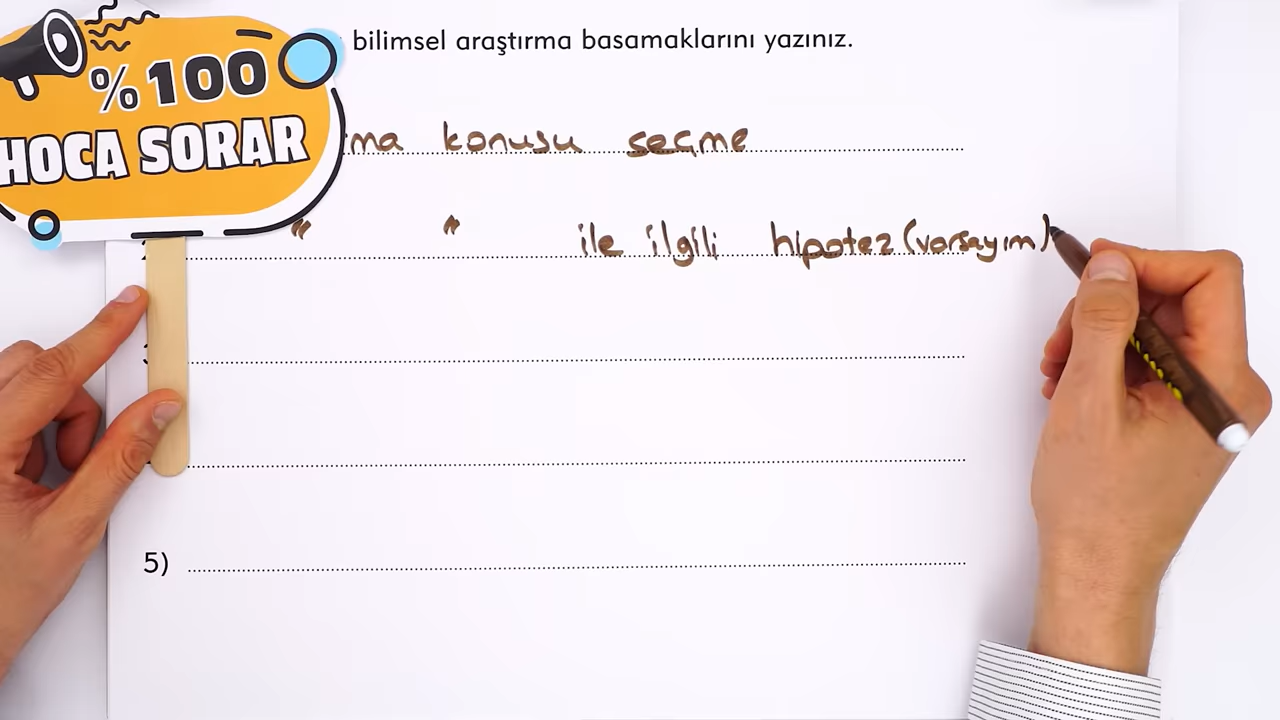 bilimsel araştırma basamaklarını yazınız.
%100
HOCA SORAR
ma konusu seçme
" " ile ilgili hipotez (varsayım)
5)